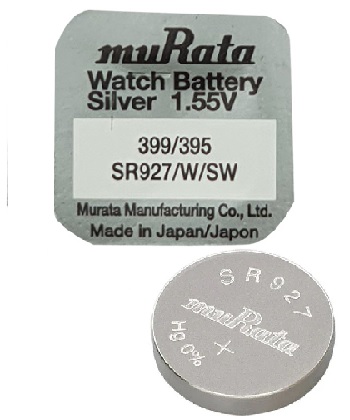 muRata
Watch Battery
Silver 1.55V
399/395
SR927/W/SW
Murata Manufacturing Co., Ltd.
Made in Japan/Japon
SR927
muRata
+
0%Hg